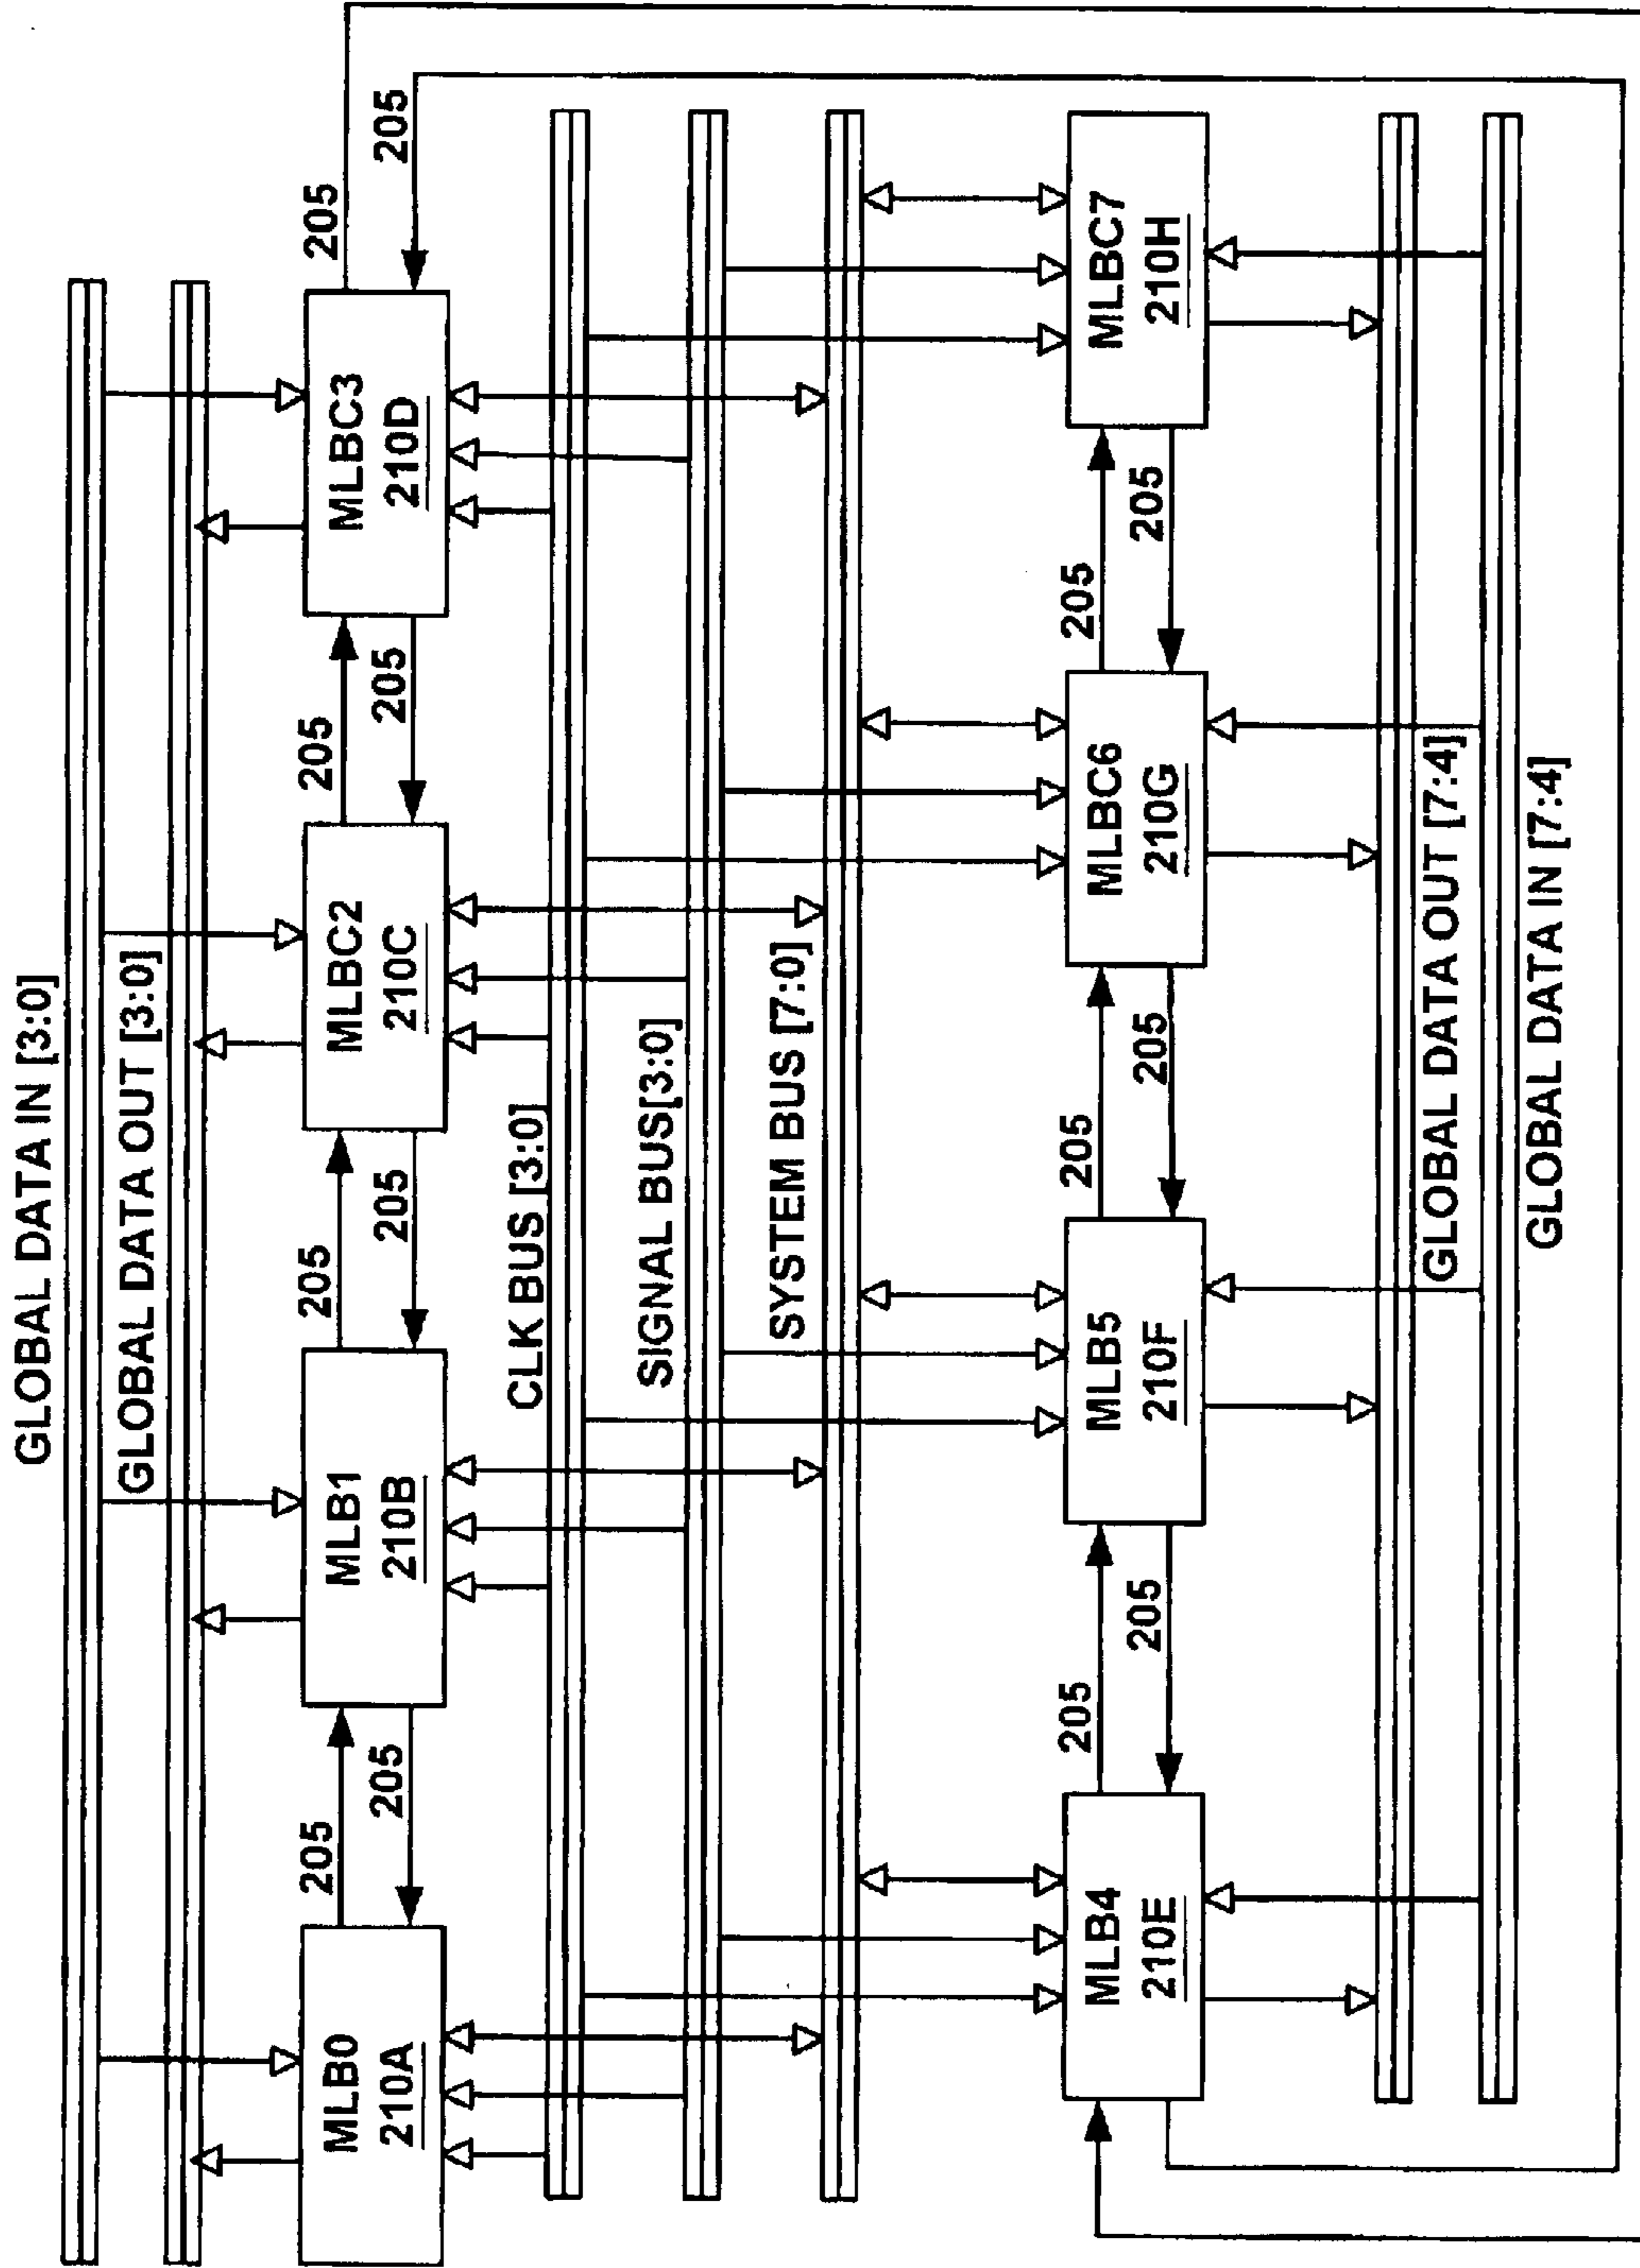 GLOBAL DATA IN [3:0]
GLOBAL DATA OUT [3:0]
205
205
205
205
MLB0
210A
MLB1
210B
MLBC2
210C
MLBC3
210D
205
205
205
205
CLK BUS [3:0]
SIGNAL BUS[3:0]
SYSTEM BUS [7:0]
205
205
205
MLB4
210E
MLB5
210F
MLBC6
210G
MLBC7
210H
205
205
205
GLOBAL DATA OUT [7:4]
GLOBAL DATA IN [7:4]